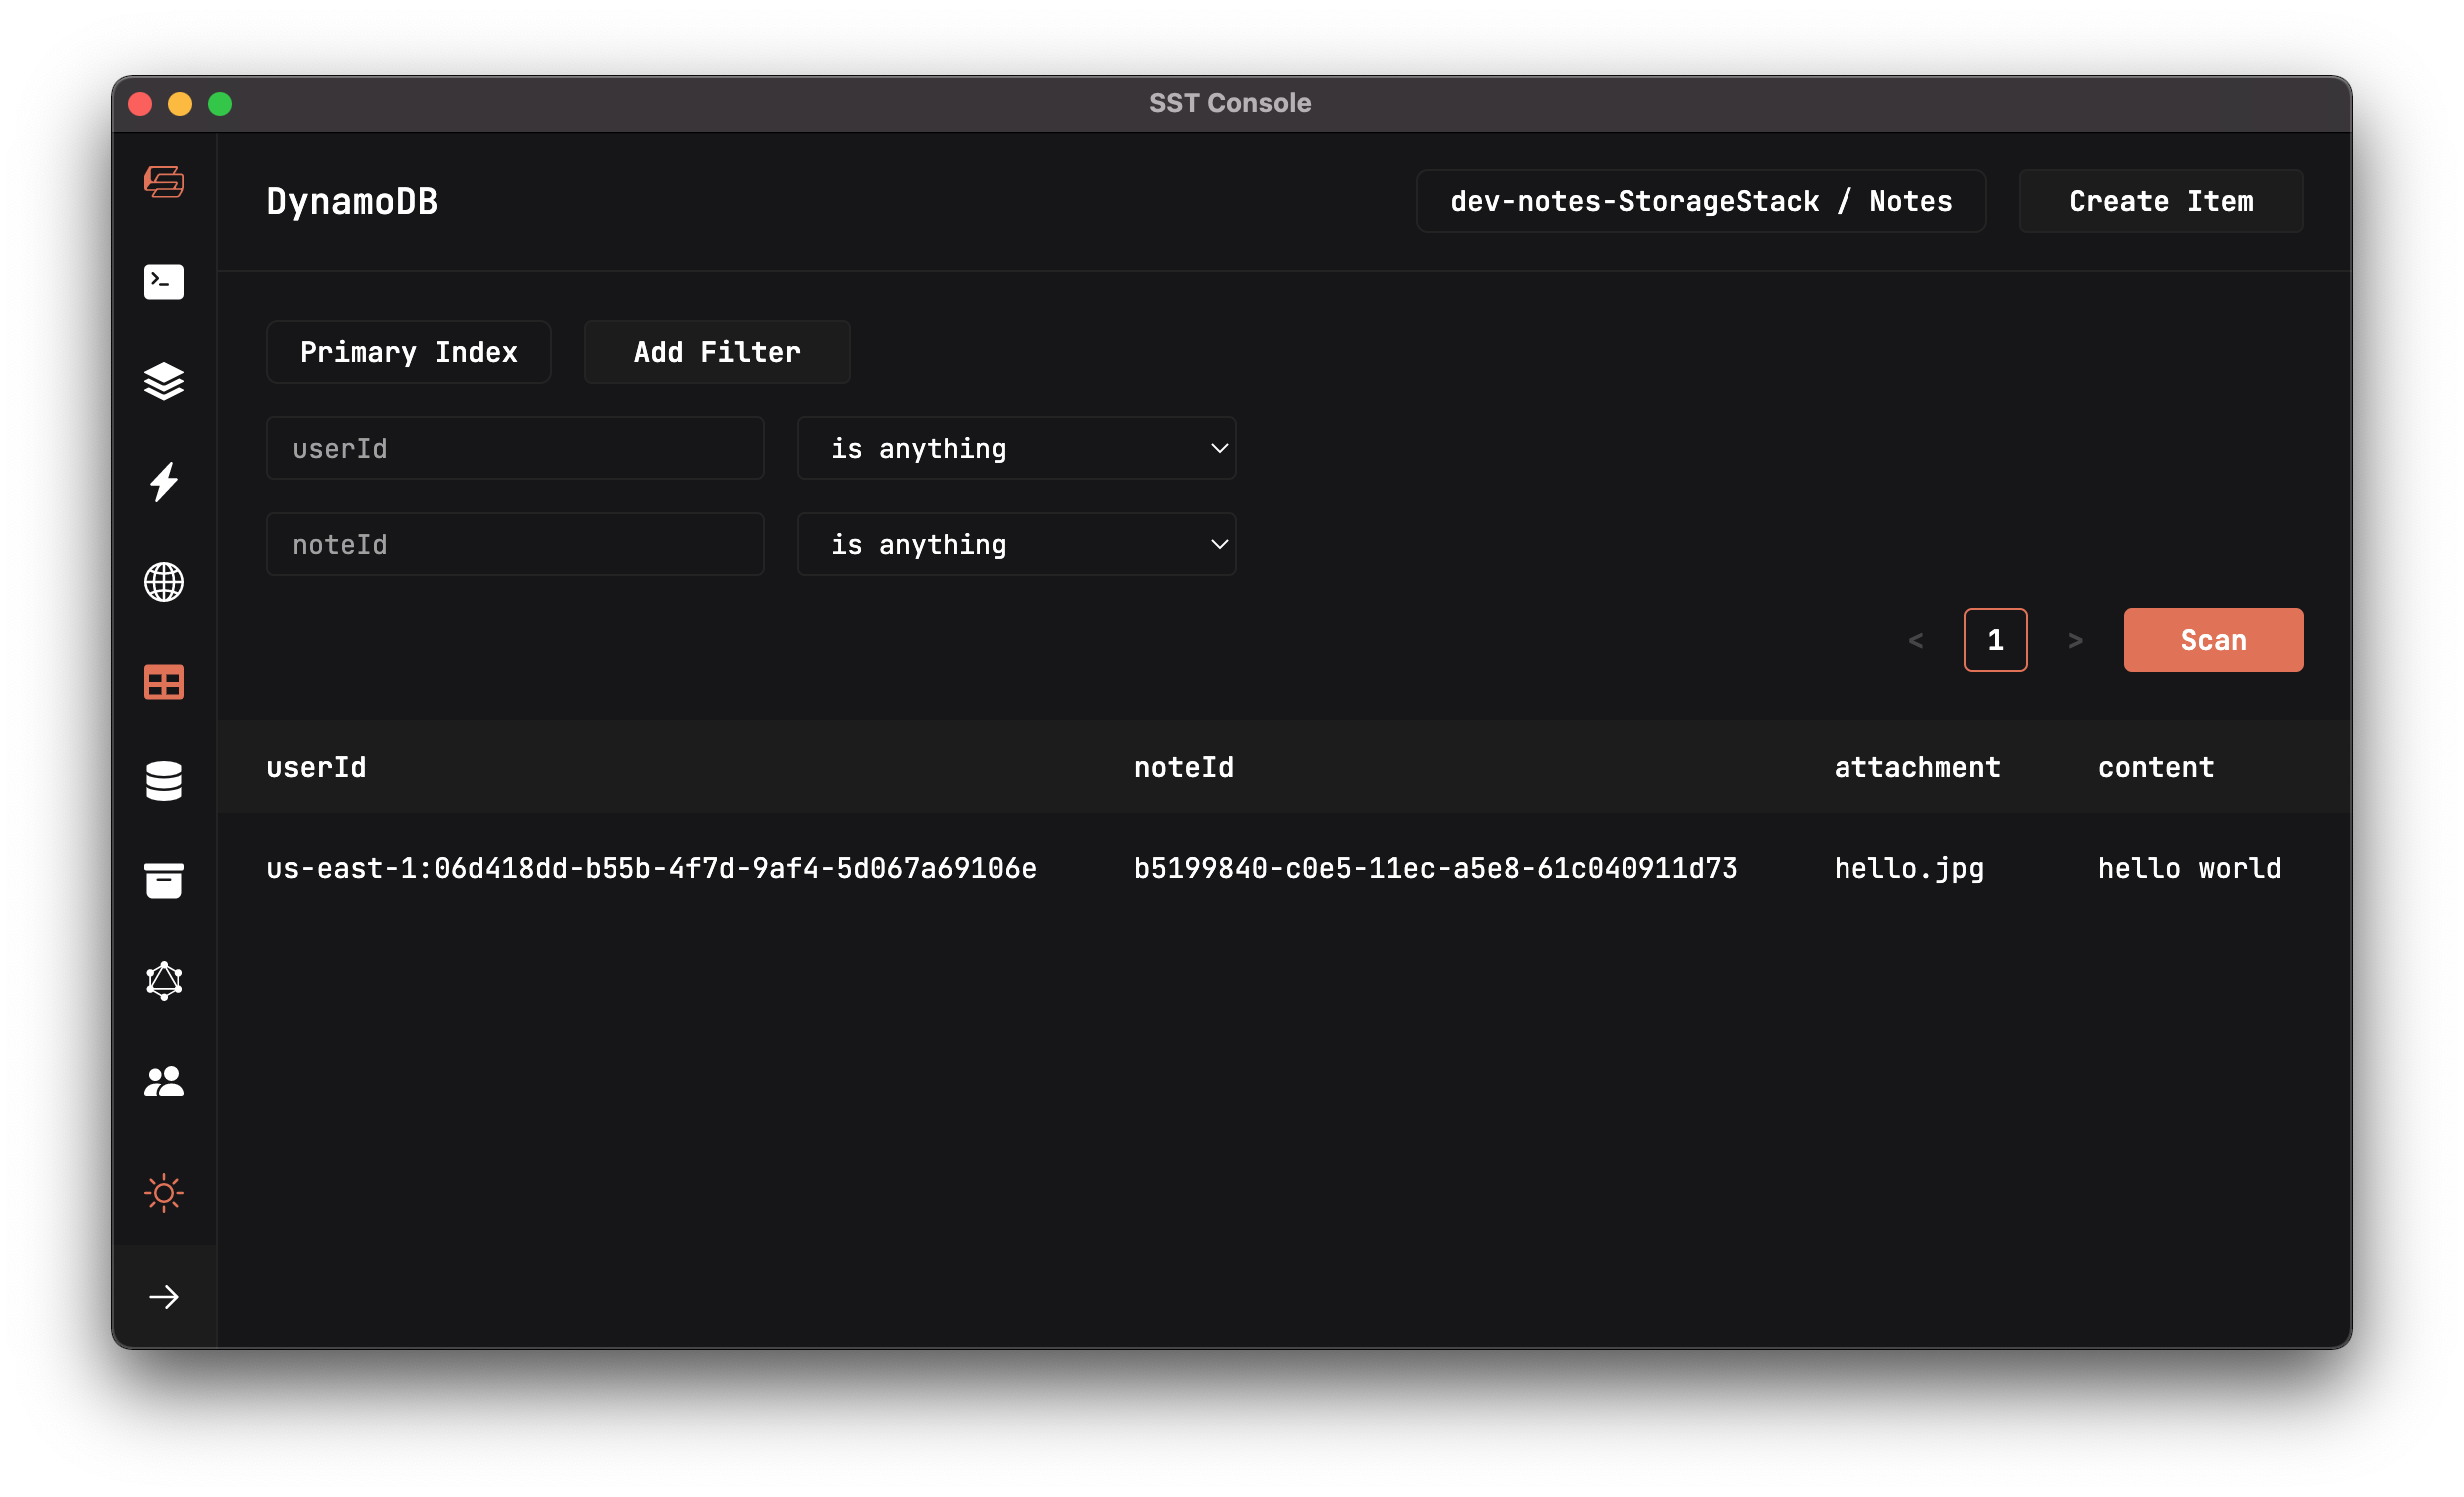 SST Console
DynamoDB
dev-notes-StorageStack / Notes
Create Item
Primary Index
Add Filter
userId
is anything
noteId
is anything
< 1 >
Scan
userId noteId attachment content
us-east-1:06d418dd-b55b-4f7d-9af4-5d067a69106e b5199840-c0e5-11ec-a5e8-61c040911d73 hello.jpg hello world